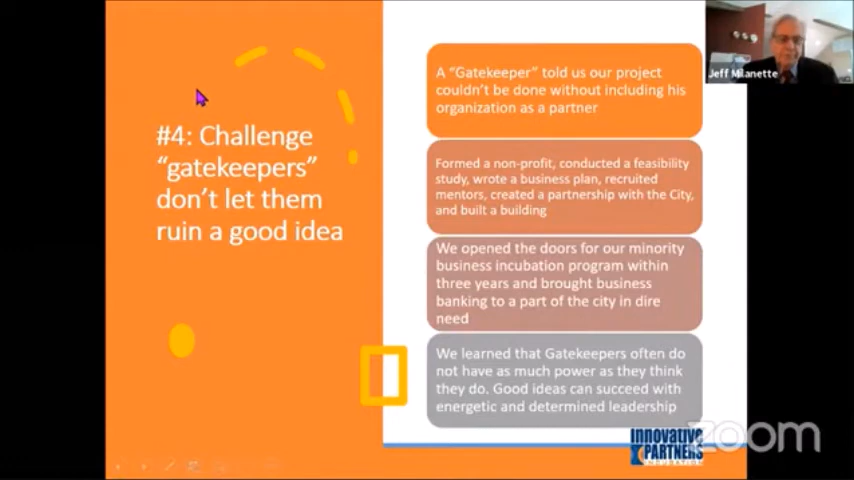 #4: Challenge
"gatekeepers"
don't let them
ruin a good idea
A "Gatekeeper" told us our project
couldn't be done without including his
organization as a partner
Formed a non-profit, conducted a feasibility
study, wrote a business plan, recruited
mentors, created a partnership with the City,
and built a building
We opened the doors for our minority
business incubation program within
three years and brought business
banking to a part of the city in dire
need
We learned that Gatekeepers often do
not have as much power as they think
they do. Good ideas can succeed with
energetic and determined leadership
Jeff Milanette
Innovative
PARTNERS
zoom